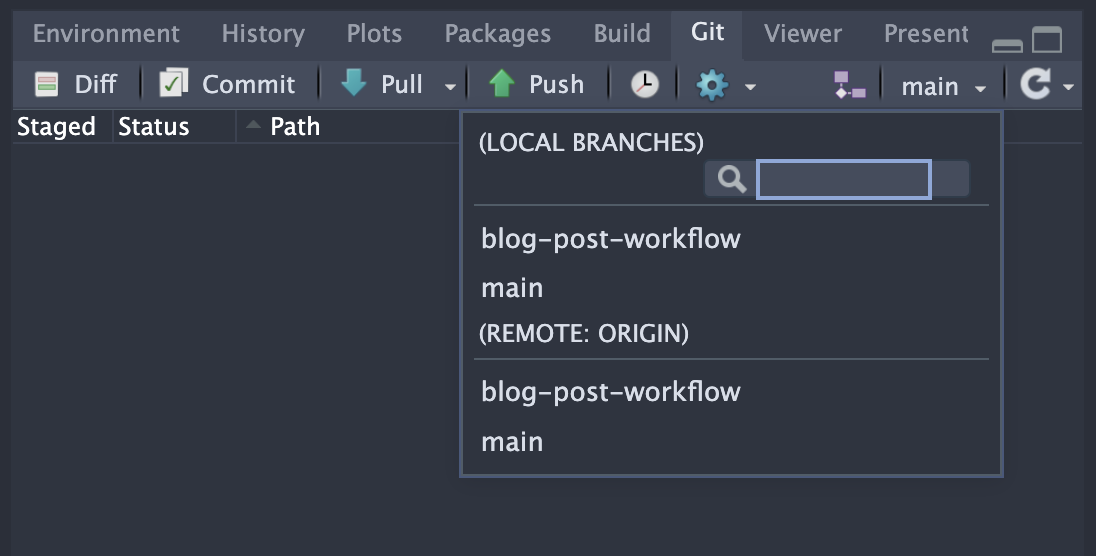 Environment History Plots Packages Build Git Viewer Present
Diff Commit Pull Push main
Staged Status Path
(LOCAL BRANCHES)
blog-post-workflow
main
(REMOTE: ORIGIN)
blog-post-workflow
main